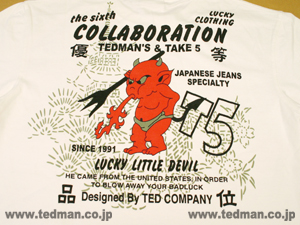 the sixth
LUCKY
CLOTHING
COLLABORATION
TEDMAN'S & TAKE 5
優 等
JAPANESE JEANS
SPECIALTY
T5
SINCE 1991
LUCKY LITTLE DEVIL
HE CAME FROM THE UNITED STATES, IN ORDER
TO BLOW AWAY YOUR BADLUCK
品 位
Designed By TED COMPANY
www.tedman.co.jp www.tedman.co.jp